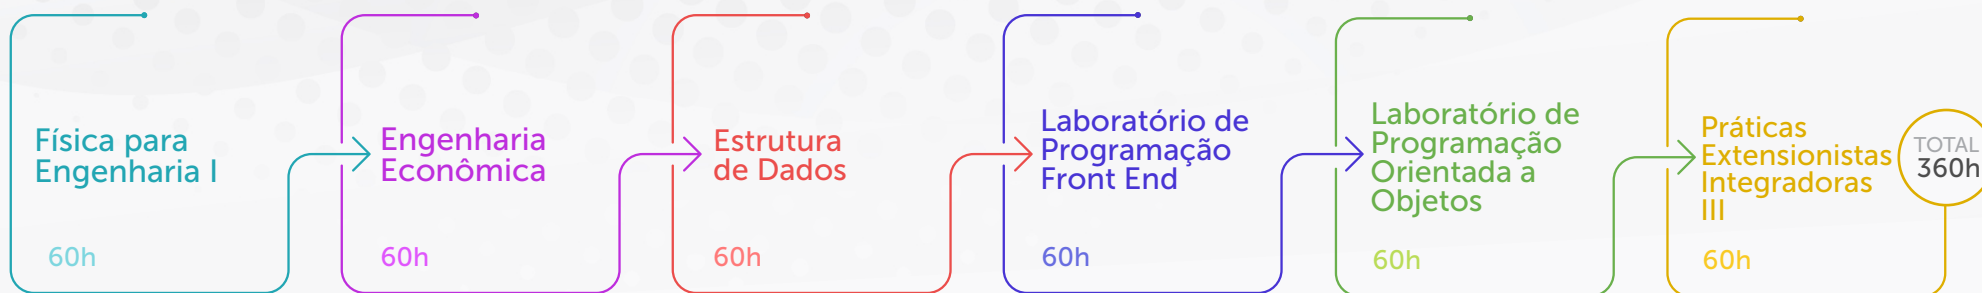 Física para
Engenharia I
60h
Engenharia
Econômica
60h
Estrutura
de Dados
60h
Laboratório de
Programação
Front End
60h
Laboratório de
Programação
Orientada a
Objetos
60h
Práticas
Extensionistas
Integradoras
III
60h
TOTAL
360h